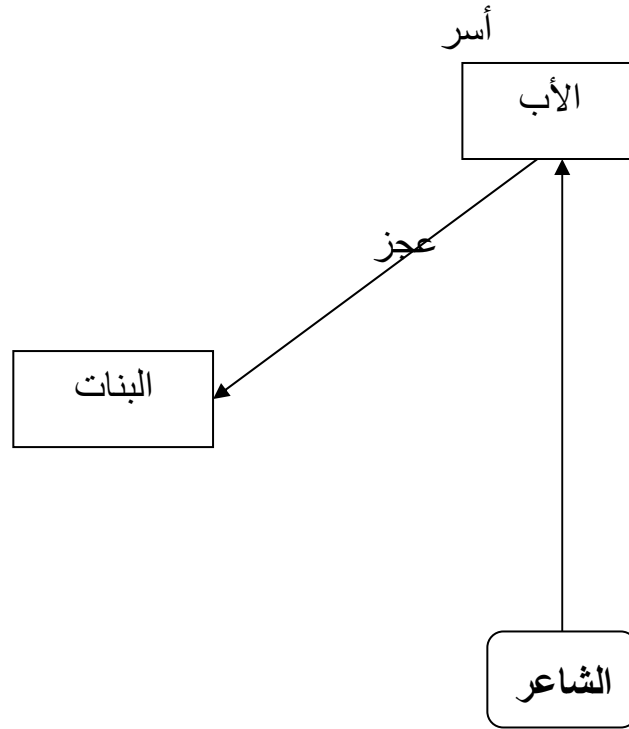 أسر
الأب
عجز
البنات
الشاعر